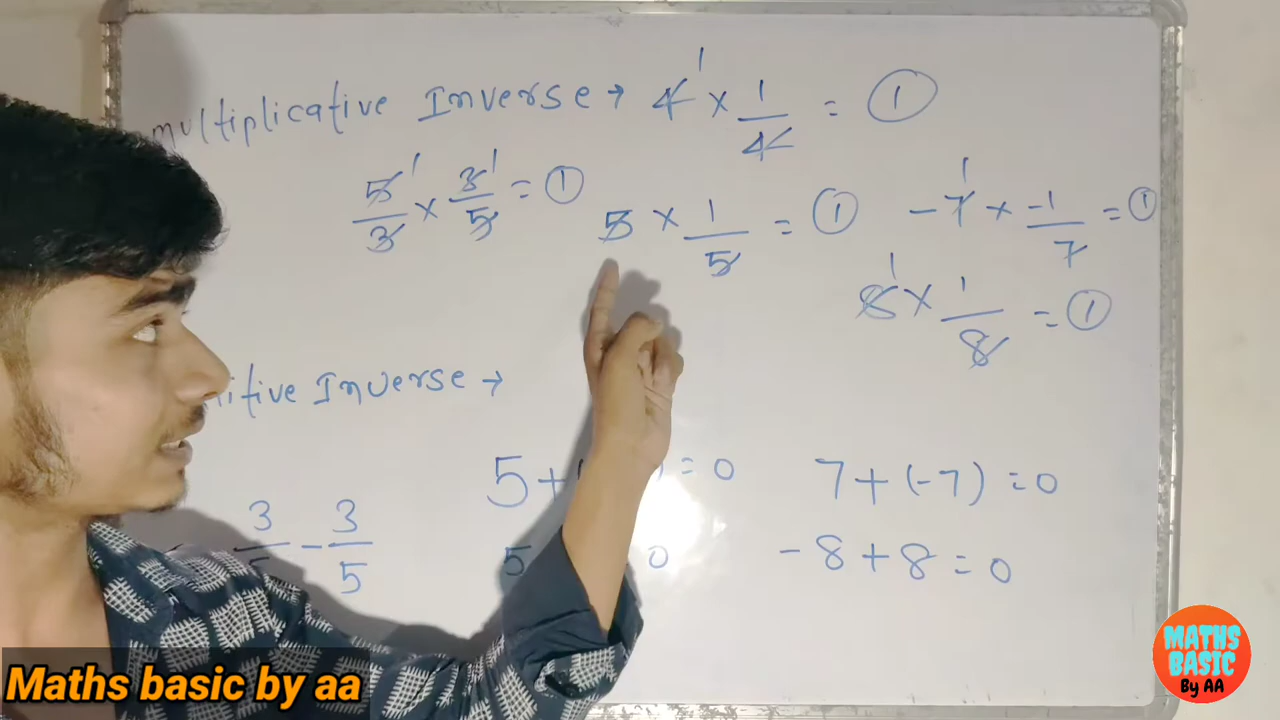 multiplicative Inverse → 4 × 1/4 = 1
5/3 × 3/5 = 1
5 × 1/5 = 1
-7 × -1/7 = 1
8 × 1/8 = 1
Inverse →
5 + = 0
7 + (-7) = 0
3 - 3/5
5 0
-8 + 8 = 0
Maths basic by aa
MATHS
BASIC
By AA